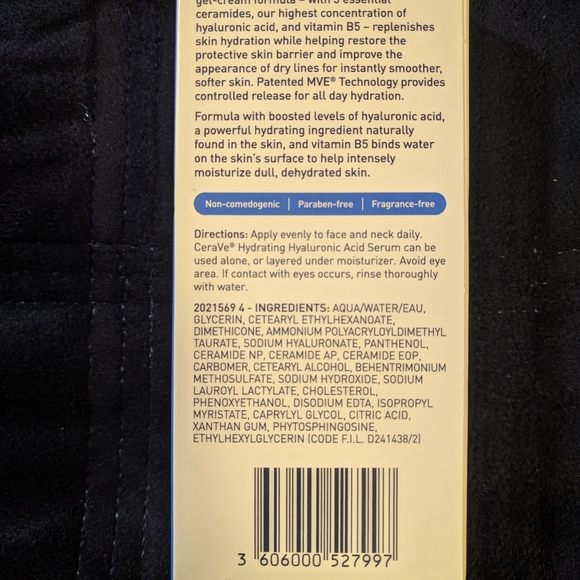 gel-cream formula – with 3 essential
ceramides, our highest concentration of
hyaluronic acid, and vitamin B5 – replenishes
skin hydration while helping restore the
protective skin barrier and improve the
appearance of dry lines for instantly smoother,
softer skin. Patented MVE® Technology provides
controlled release for all day hydration.
Formula with boosted levels of hyaluronic acid,
a powerful hydrating ingredient naturally
found in the skin, and vitamin B5 binds water
on the skin's surface to help intensely
moisturize dull, dehydrated skin.
Non-comedogenic | Paraben-free | Fragrance-free
Directions: Apply evenly to face and neck daily.
CeraVe® Hydrating Hyaluronic Acid Serum can be
used alone, or layered under moisturizer. Avoid eye
area. If contact with eyes occurs, rinse thoroughly
with water.
2021569 4 - INGREDIENTS: AQUA/WATER/EAU,
GLYCERIN, CETEARYL ETHYLHEXANOATE,
DIMETHICONE, AMMONIUM POLYACRYLOYLDIMETHYL
TAURATE, SODIUM HYALURONATE, PANTHENOL,
CERAMIDE NP, CERAMIDE AP, CERAMIDE EOP,
CARBOMER, CETEARYL ALCOHOL, BEHENTRIMONIUM
METHOSULFATE, SODIUM HYDROXIDE, SODIUM
LAUROYL LACTYLATE, CHOLESTEROL,
PHENOXYETHANOL, DISODIUM EDTA, ISOPROPYL
MYRISTATE, CAPRYLYL GLYCOL, CITRIC ACID,
XANTHAN GUM, PHYTOSPHINGOSINE,
ETHYLHEXYLGLYCERIN (CODE F.I.L. D241438/2)
3 606000 527997